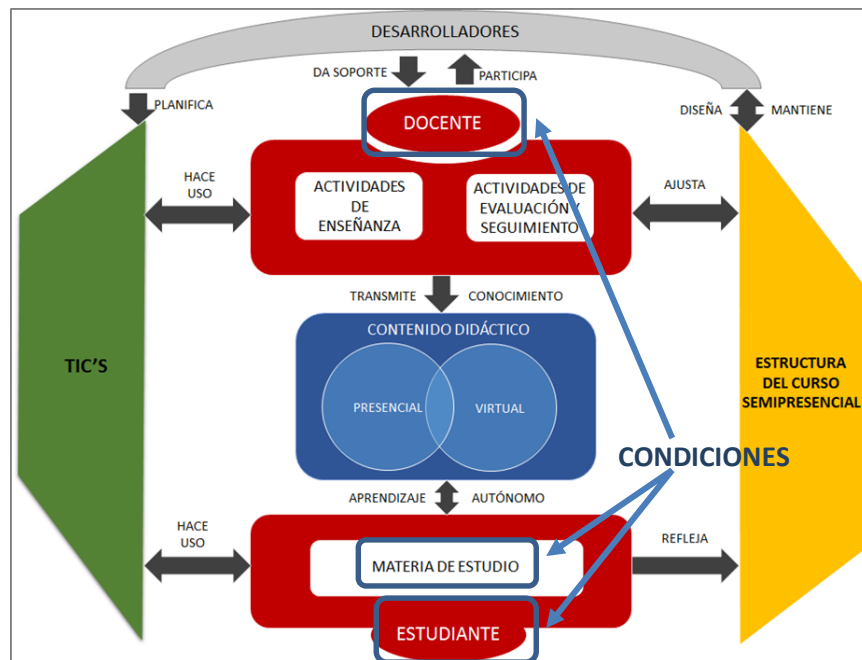 DESARROLLADORES
DA SOPORTE
PARTICIPA
PLANIFICA
DISEÑA
MANTIENE
DOCENTE
HACE
USO
ACTIVIDADES
DE
ENSEÑANZA
ACTIVIDADES DE
EVALUACIÓN Y
SEGUIMIENTO
AJUSTA
TRANSMITE
CONOCIMIENTO
CONTENIDO DIDÁCTICO
TIC'S
PRESENCIAL
VIRTUAL
ESTRUCTURA
DEL CURSO
SEMIPRESENCIAL
CONDICIONES
APRENDIZAJE
AUTÓNOMO
HACE
USO
MATERIA DE ESTUDIO
REFLEJA
ESTUDIANTE